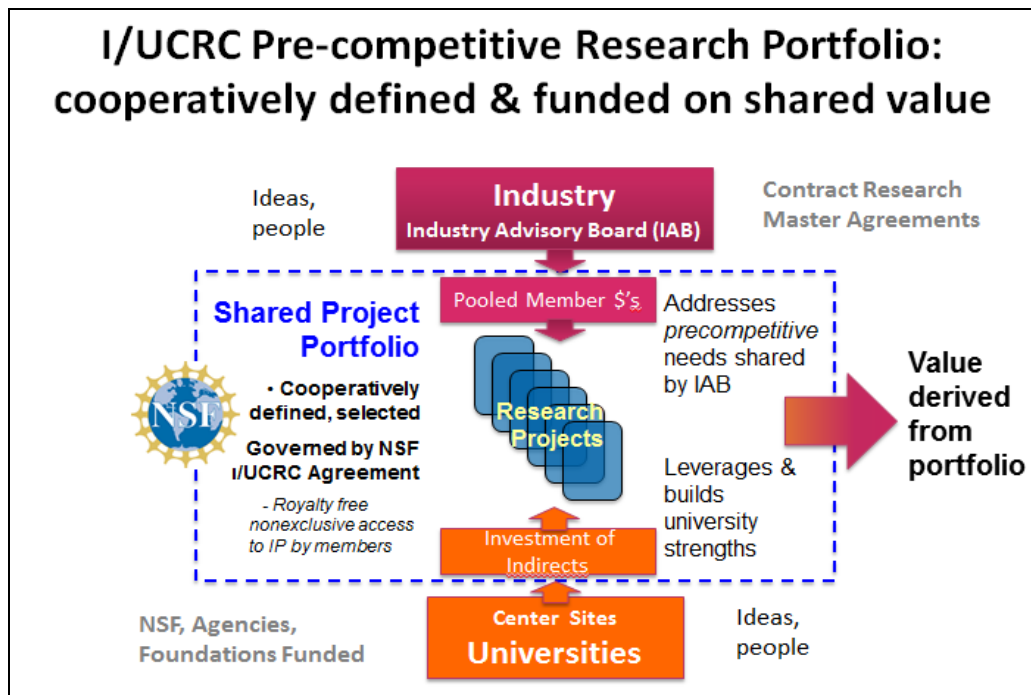 I/UCRC Pre-competitive Research Portfolio:
cooperatively defined & funded on shared value
Ideas,
people
Industry
Industry Advisory Board (IAB)
Contract Research
Master Agreements
Pooled Member $'s
Shared Project
Portfolio
• Cooperatively
defined, selected
Governed by NSF
I/UCRC Agreement
- Royalty free
nonexclusive access
to IP by members
NSF
Research
Projects
Addresses
precompetitive
needs shared
by IAB
Leverages &
builds
university
strengths
Value
derived
from
portfolio
Investment of
Indirects
Center Sites
Universities
NSF, Agencies,
Foundations Funded
Ideas,
people